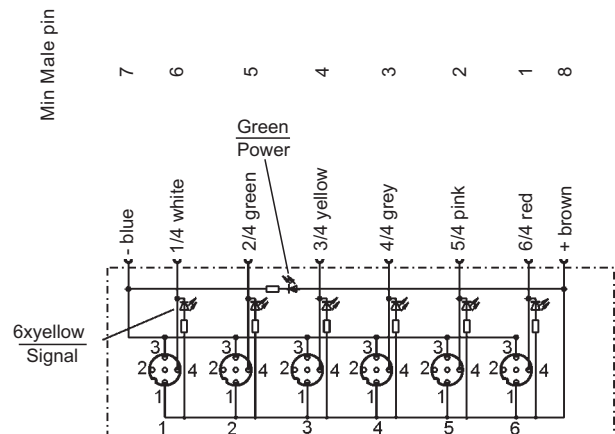 Min Male pin
7 6 5 4 3 2 1 8
Green
Power
- blue
1/4 white
2/4 green
3/4 yellow
4/4 grey
5/4 pink
6/4 red
+ brown
6xyellow
Signal
3 3 3 3 3 3
2 4 2 4 2 4 2 4 2 4 2 4
1 1 1 1 1 1
1 2 3 4 5 6